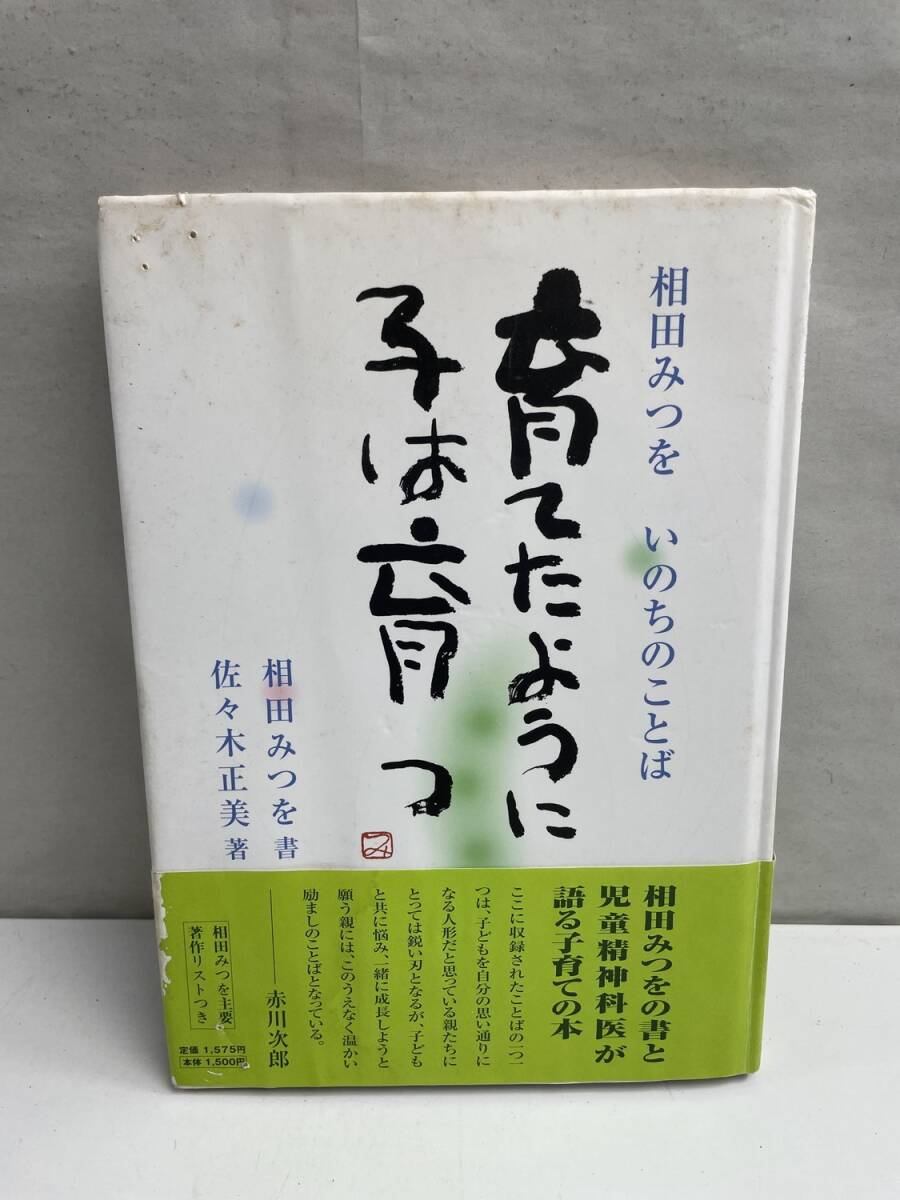 相田みつを いのちのことば
育てたように
子は育つ
み
相田みつを 書
佐々木正美 著
相田みつをの書と
児童精神科医が
語る子育ての本
ここに収録されたことばの一つ一
つは、子どもを自分の思い通りに
なる人形だと思っている親たちに
とっては鋭い刃となるが、子ども
と共に悩み、一緒に成長しようと
願う親には、このうえなく温かい
励ましのことばとなっている。
――赤川次郎
相田みつを主要
著作リストつき
定価 1,575円
本体 1,500円